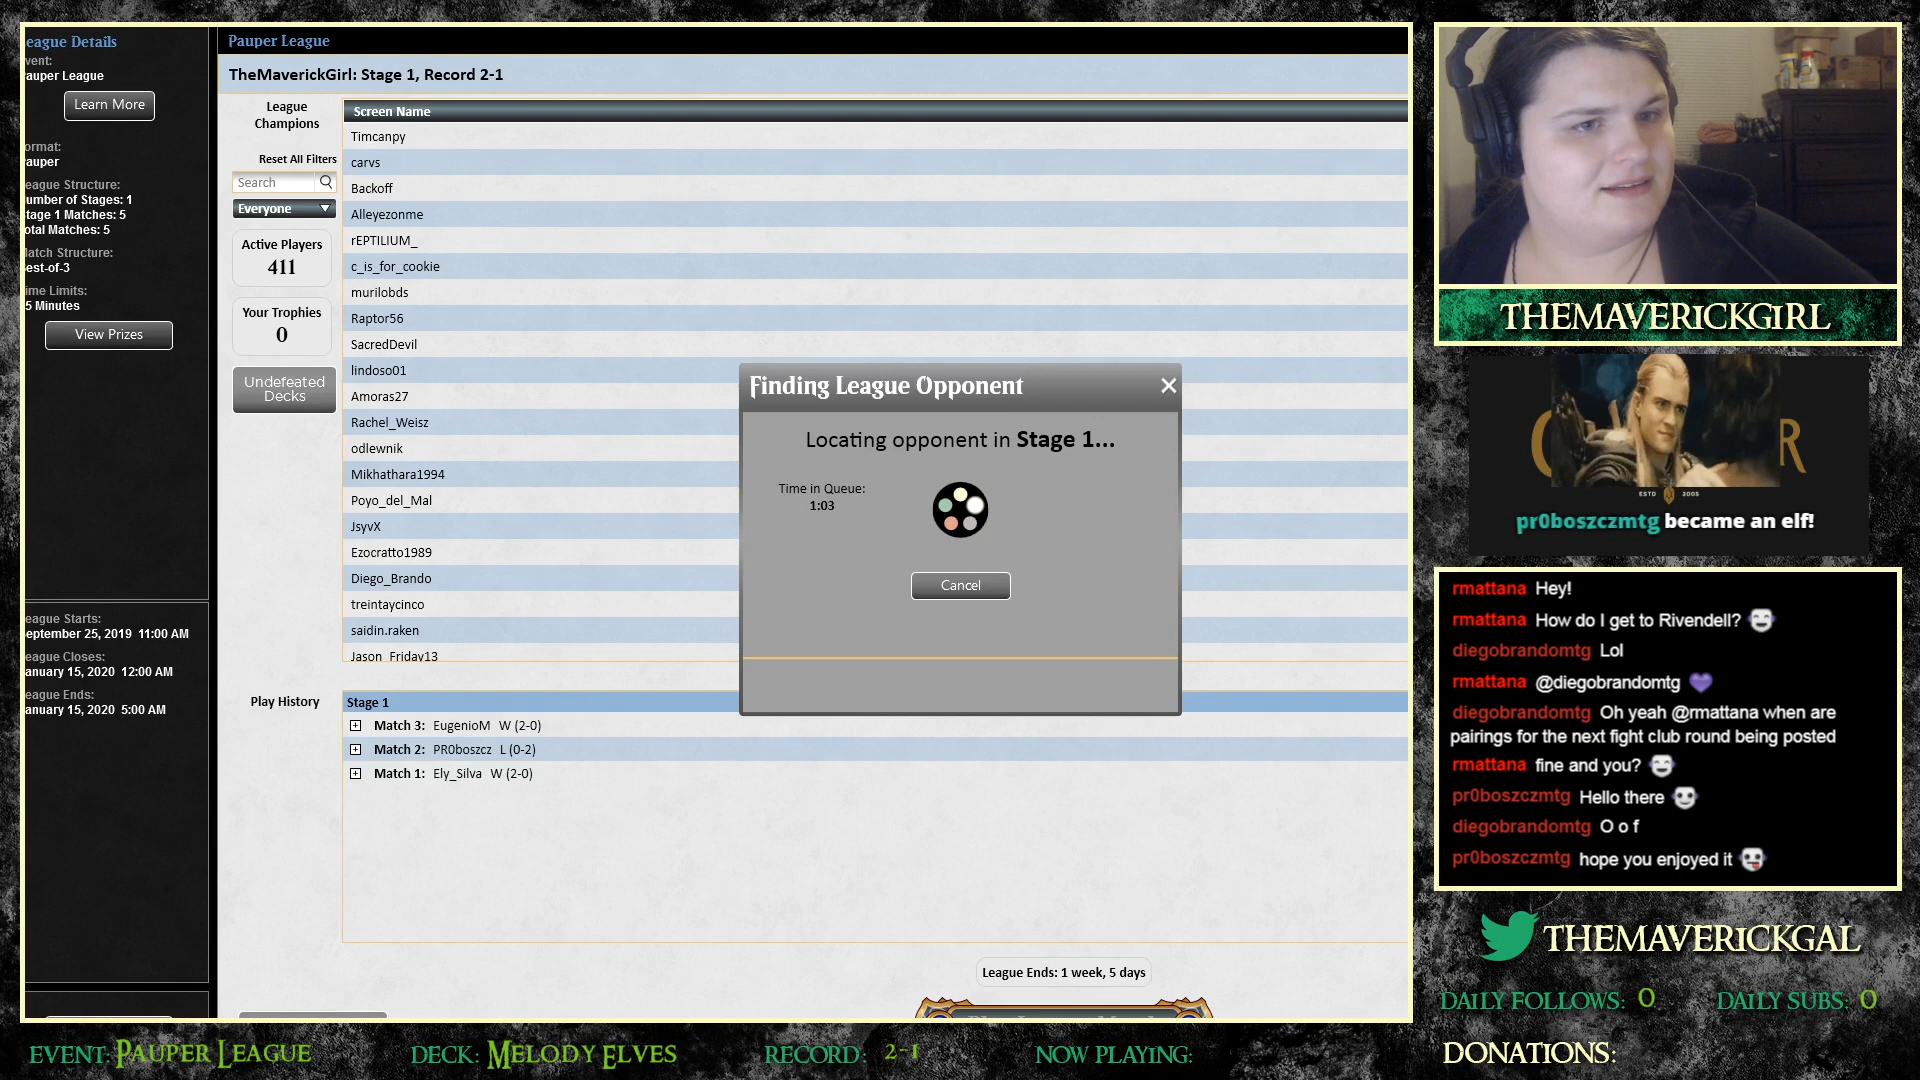 eague Details
vent:
auper League
Learn More
ormat:
auper
eague Structure:
umber of Stages: 1
tage 1 Matches: 5
otal Matches: 5
atch Structure:
est-of-3
ime Limits:
5 Minutes
View Prizes
eague Starts:
eptember 25, 2019 11:00 AM
eague Closes:
anuary 15, 2020 12:00 AM
eague Ends:
anuary 15, 2020 5:00 AM
Pauper League
TheMaverickGirl: Stage 1, Record 2-1
League
Champions
Reset All Filters
Search
Everyone
Active Players
411
Your Trophies
0
Undefeated
Decks
Screen Name
Timcanpy
carvs
Backoff
Alleyezonme
rEPTILIUM_
c_is_for_cookie
murilobds
Raptor56
SacredDevil
lindoso01
Amoras27
Rachel_Weisz
odlewnik
Mikhathara1994
Poyo_del_Mal
JsyvX
Ezocratto1989
Diego_Brando
treintaycinco
saidin.raken
Jason_Friday13
Finding League Opponent
Locating opponent in Stage 1...
Time in Queue:
1:03
Cancel
Play History
Stage 1
Match 3: EugenioM W (2-0)
Match 2: PR0boszcz L (0-2)
Match 1: Ely_Silva W (2-0)
League Ends: 1 week, 5 days
THEMAVERICKGIRL
ESTD 2005
pr0boszczmtg became an elf!
rmattana Hey!
rmattana How do I get to Rivendell?
diegobrandomtg Lol
rmattana @diegobrandomtg
diegobrandomtg Oh yeah @rmattana when are
pairings for the next fight club round being posted
rmattana fine and you?
pr0boszczmtg Hello there
diegobrandomtg O o f
pr0boszczmtg hope you enjoyed it
THEMAVERICKGAL
DAILY FOLLOWS: 0 DAILY SUBS: 0
EVENT: PAUPER LEAGUE DECK: MELODY ELVES RECORD: 2-1 NOW PLAYING: DONATIONS: